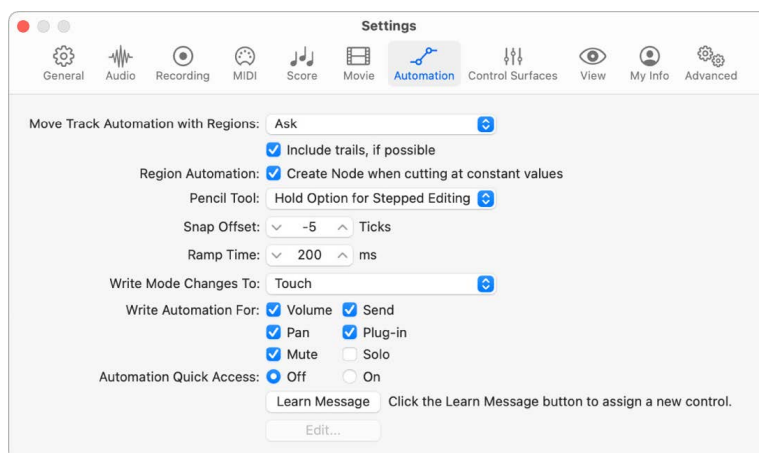 Settings
General Audio Recording MIDI Score Movie Automation Control Surfaces View My Info Advanced
Move Track Automation with Regions: Ask
Include trails, if possible
Region Automation: Create Node when cutting at constant values
Pencil Tool: Hold Option for Stepped Editing
Snap Offset: -5 Ticks
Ramp Time: 200 ms
Write Mode Changes To: Touch
Write Automation For: Volume Send
Pan Plug-in
Mute Solo
Automation Quick Access: Off On
Learn Message Click the Learn Message button to assign a new control.
Edit...